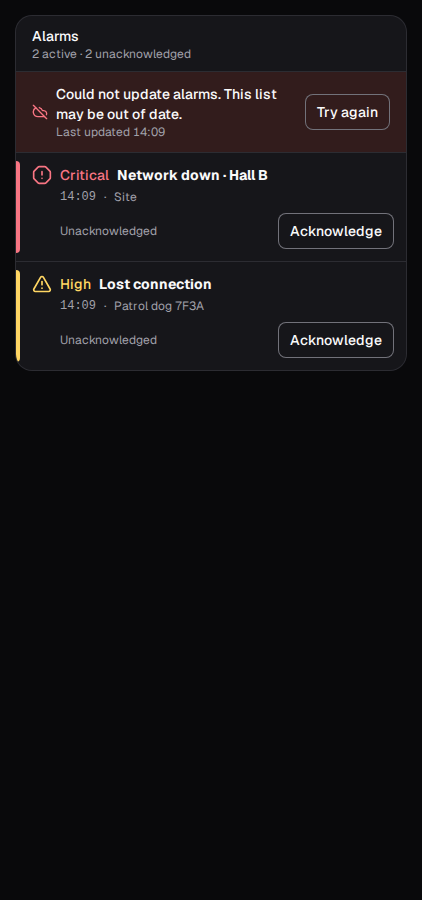 Alarms
2 active · 2 unacknowledged
Could not update alarms. This list
may be out of date.
Last updated 14:09
Try again
Critical Network down · Hall B
14:09 · Site
Unacknowledged
Acknowledge
High Lost connection
14:09 · Patrol dog 7F3A
Unacknowledged
Acknowledge